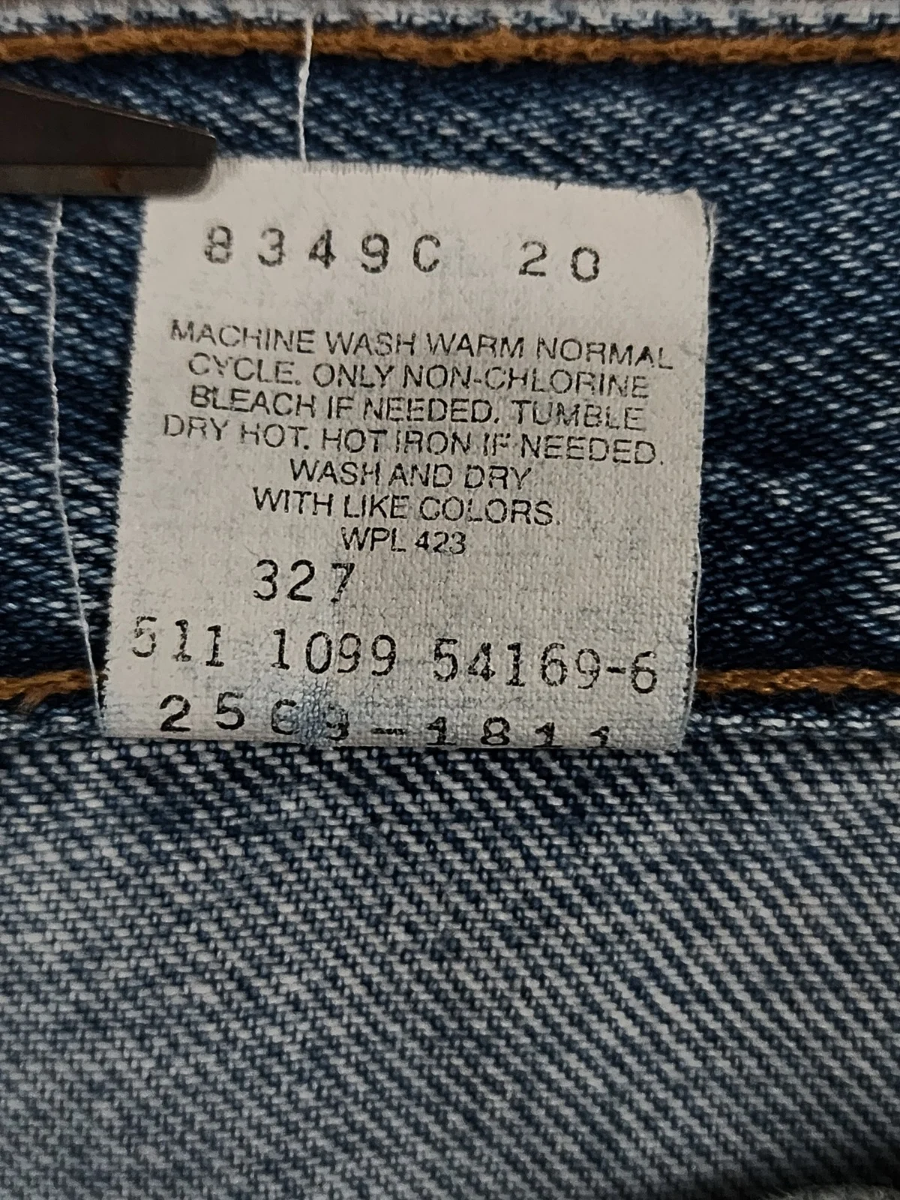 8349C 20
MACHINE WASH WARM NORMAL
CYCLE. ONLY NON-CHLORINE
BLEACH IF NEEDED. TUMBLE
DRY HOT. HOT IRON IF NEEDED.
WASH AND DRY
WITH LIKE COLORS.
WPL 423
327
511 1099 54169-6